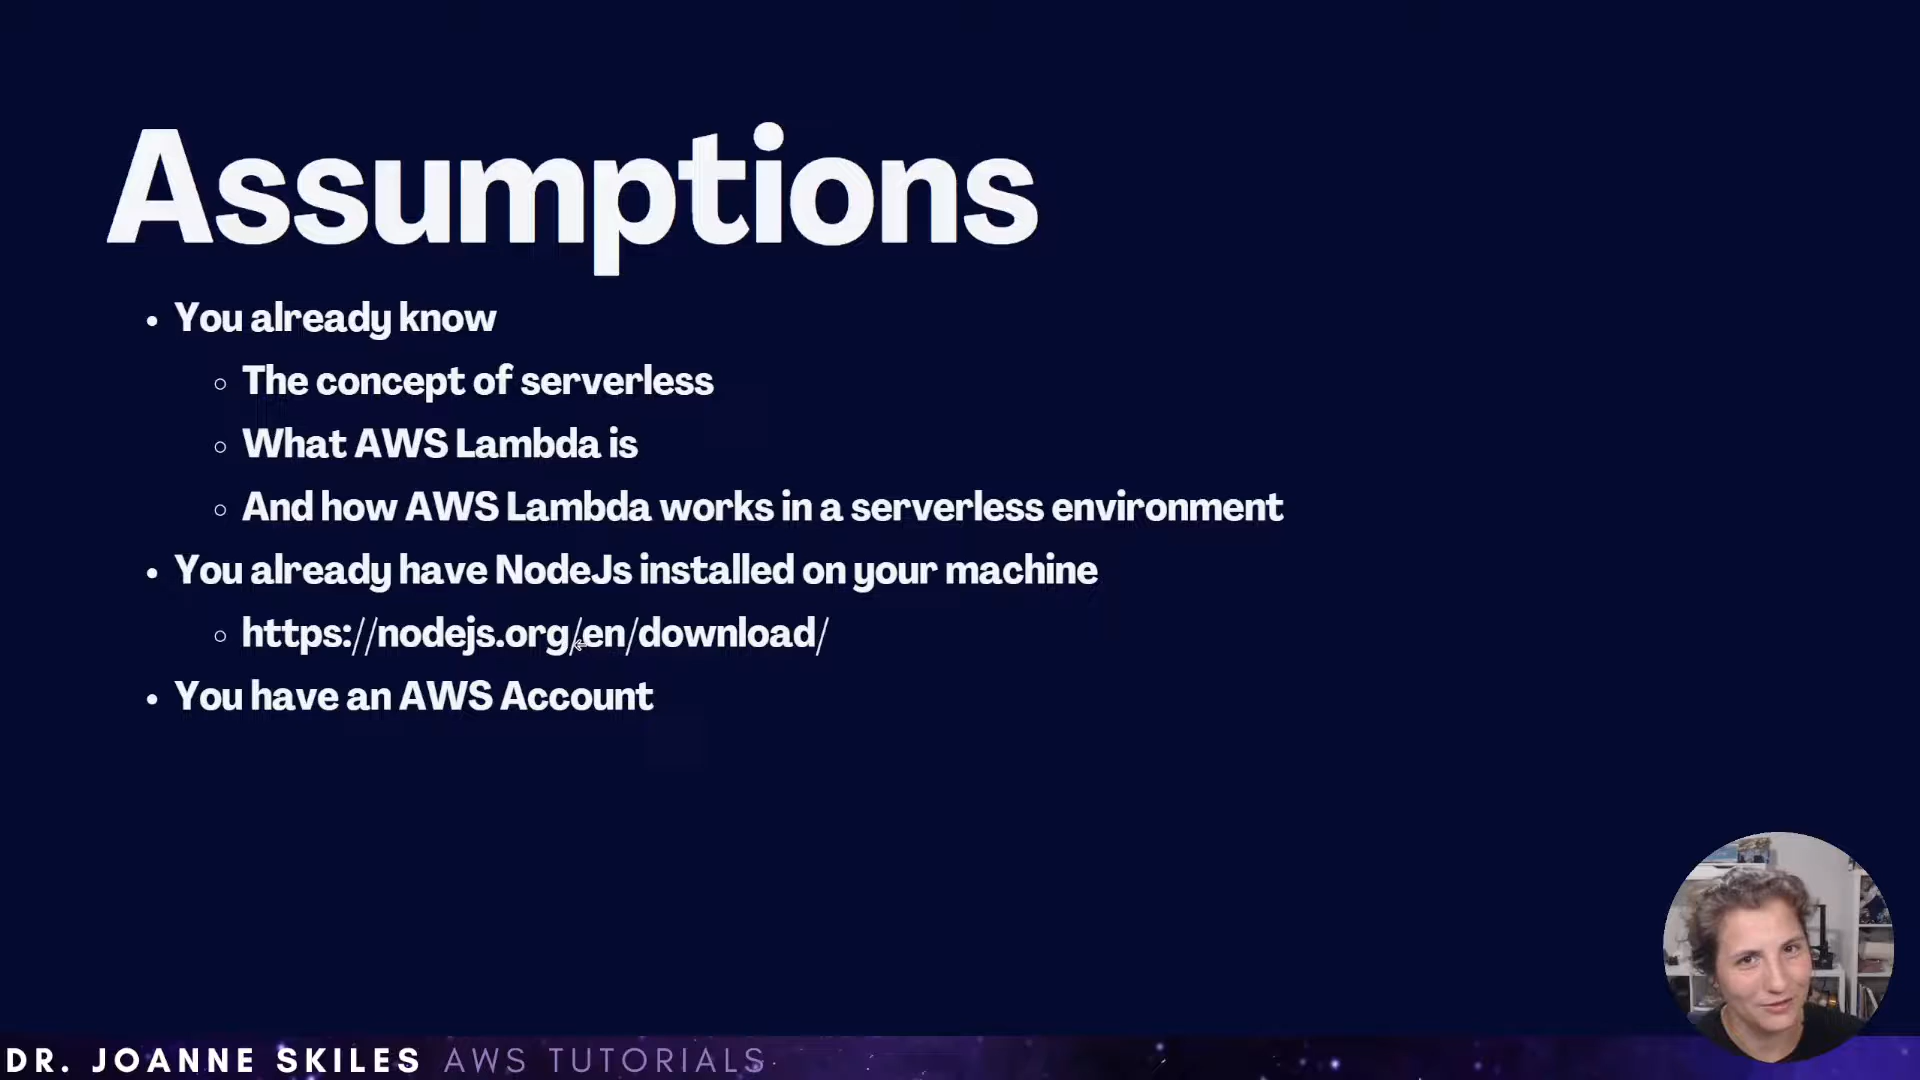 Assumptions
• You already know
○ The concept of serverless
○ What AWS Lambda is
○ And how AWS Lambda works in a serverless environment
• You already have NodeJs installed on your machine
○ https://nodejs.org/en/download/
• You have an AWS Account
DR. JOANNE SKILES AWS TUTORIALS